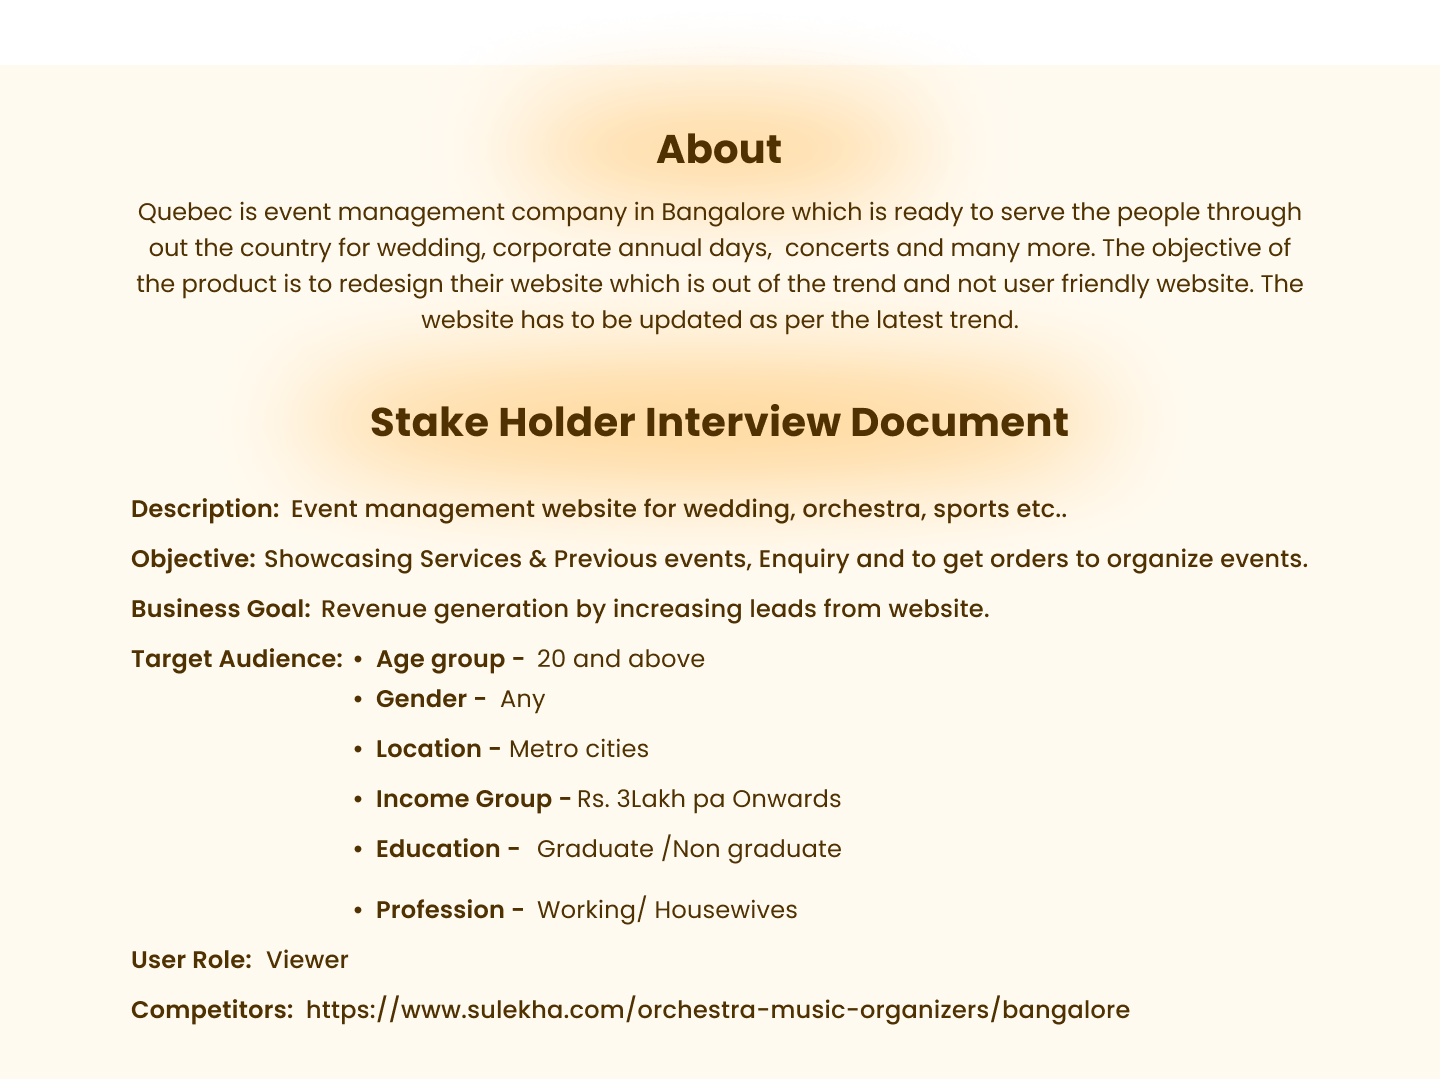 About
Quebec is event management company in Bangalore which is ready to serve the people through
out the country for wedding, corporate annual days,  concerts and many more. The objective of
the product is to redesign their website which is out of the trend and not user friendly website. The
website has to be updated as per the latest trend.
Stake Holder Interview Document
Description: Event management website for wedding, orchestra, sports etc..
Objective: Showcasing Services & Previous events, Enquiry and to get orders to organize events.
Business Goal: Revenue generation by increasing leads from website.
Target Audience: • Age group - 20 and above
• Gender - Any
• Location - Metro cities
• Income Group - Rs. 3Lakh pa Onwards
• Education - Graduate /Non graduate
• Profession - Working/ Housewives
User Role: Viewer
Competitors: https://www.sulekha.com/orchestra-music-organizers/bangalore